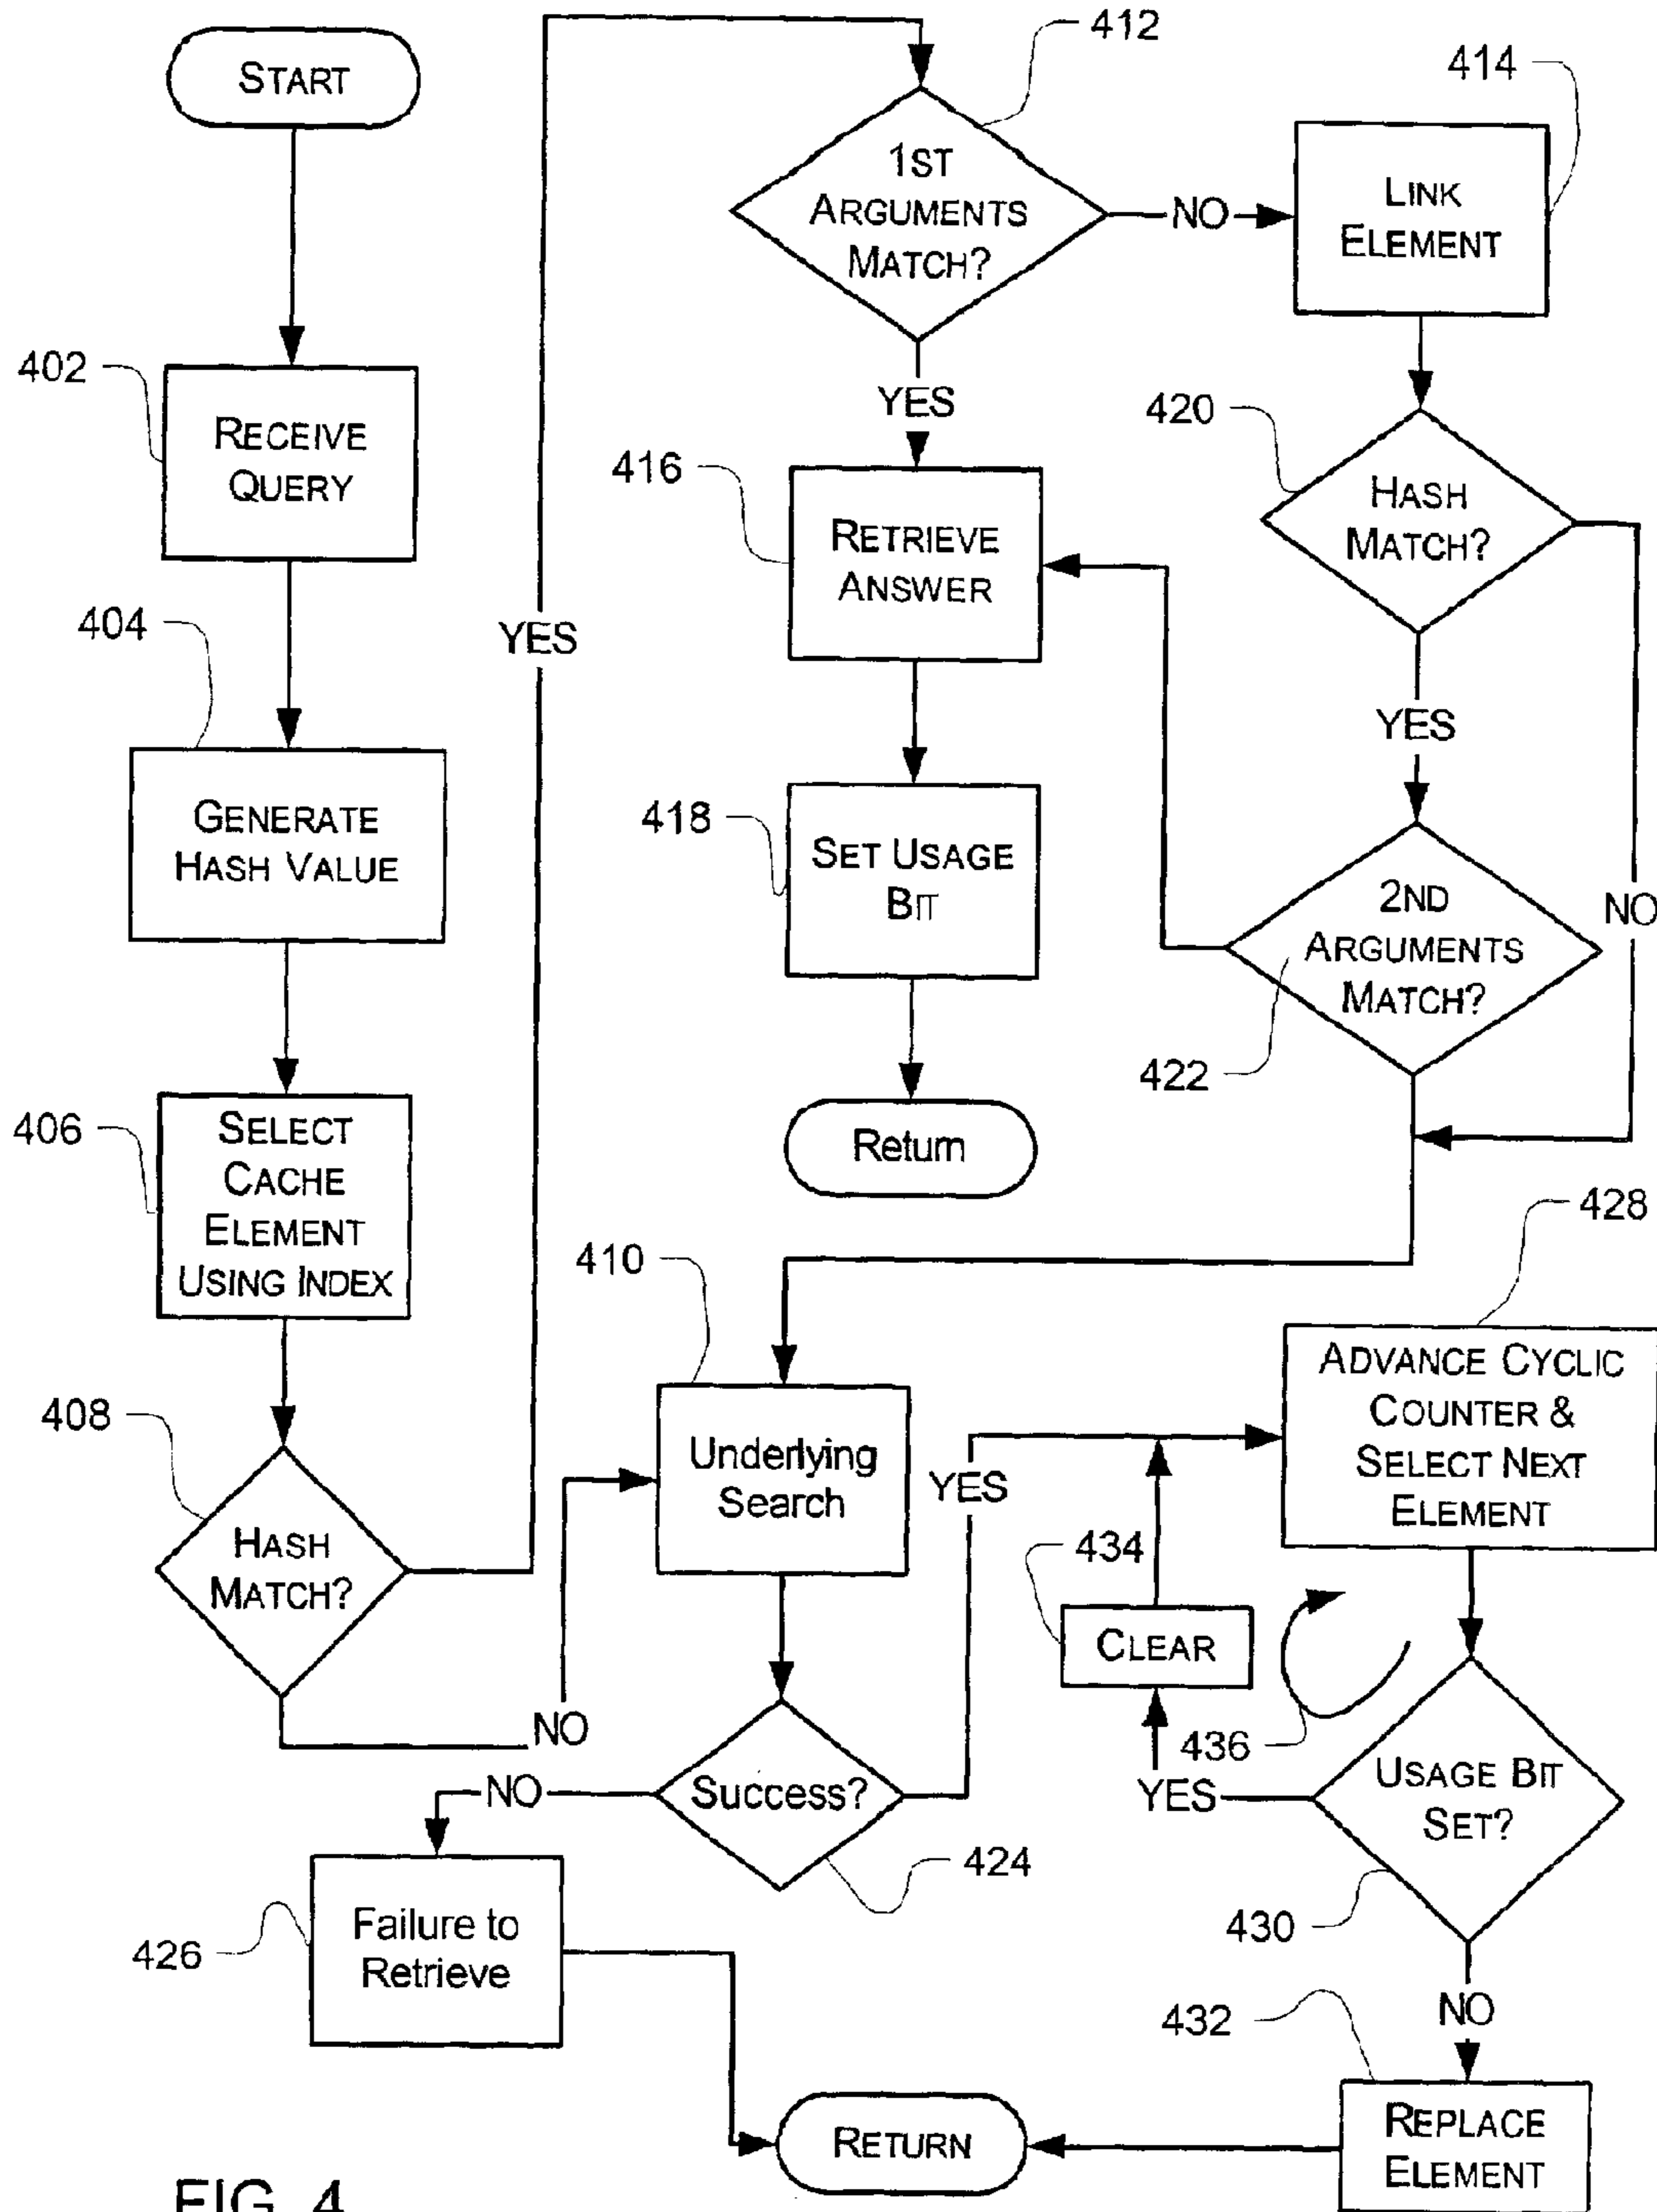 START
402
RECEIVE
QUERY
404
GENERATE
HASH VALUE
406
SELECT
CACHE
ELEMENT
USING INDEX
408
HASH
MATCH?
YES
NO
412
1ST
ARGUMENTS
MATCH?
NO
YES
414
LINK
ELEMENT
416
RETRIEVE
ANSWER
418
SET USAGE
BIT
Return
420
HASH
MATCH?
YES
NO
2ND
ARGUMENTS
MATCH?
422
410
Underlying
Search
YES
Success?
NO
424
426
Failure to
Retrieve
428
ADVANCE CYCLIC
COUNTER &
SELECT NEXT
ELEMENT
434
CLEAR
436
YES
USAGE BIT
SET?
430
NO
432
REPLACE
ELEMENT
RETURN
FIG. 4